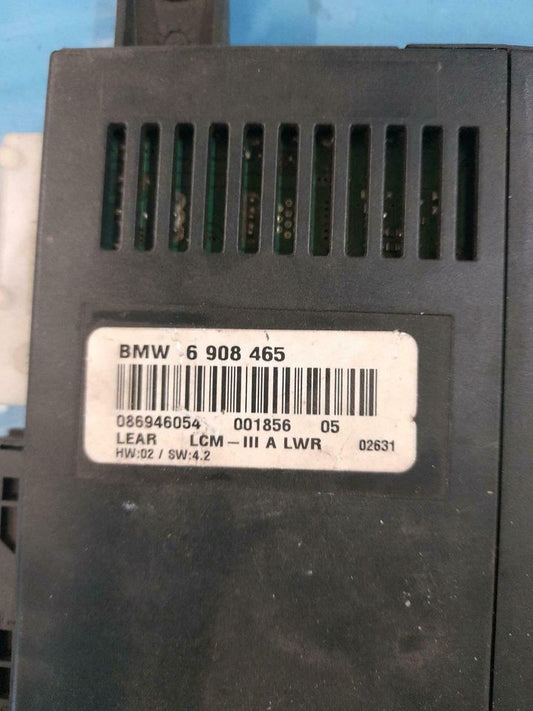 BMW 6 908 465
086946054 001856 05
LEAR LCM-III A LWR 02631
HW:02 / SW:4.2